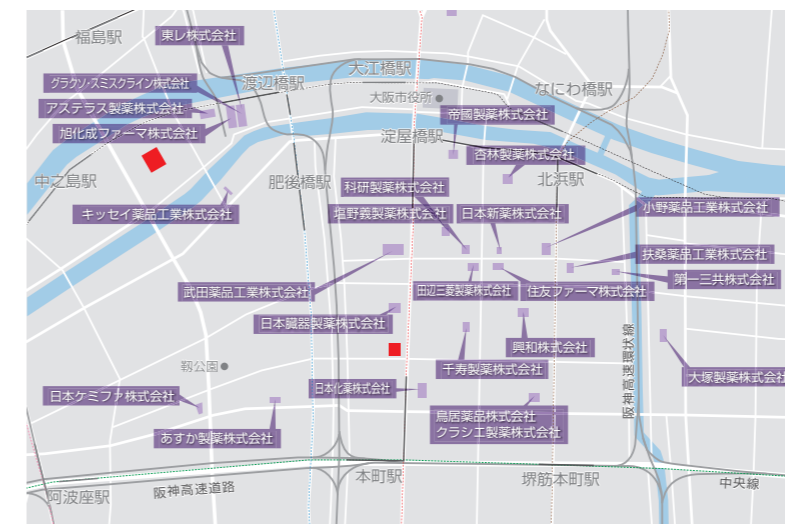 福島駅
東レ株式会社
大江橋駅
グラクソ・スミスクライン株式会社
渡辺橋駅
なにわ橋駅
アステラス製薬株式会社
大阪市役所
帝國製薬株式会社
旭化成ファーマ株式会社
淀屋橋駅
杏林製薬株式会社
中之島駅
肥後橋駅
科研製薬株式会社
北浜駅
キッセイ薬品工業株式会社
塩野義製薬株式会社
日本新薬株式会社
小野薬品工業株式会社
扶桑薬品工業株式会社
第一三共株式会社
武田薬品工業株式会社
田辺三菱製薬株式会社
住友ファーマ株式会社
日本臓器製薬株式会社
興和株式会社
阪神高速環状線
靱公園
千寿製薬株式会社
大塚製薬株式会社
日本ケミファ株式会社
日本化薬株式会社
鳥居薬品株式会社
クラシエ製薬株式会社
あすか製薬株式会社
本町駅
堺筋本町駅
中央線
阪神高速道路
阿波座駅